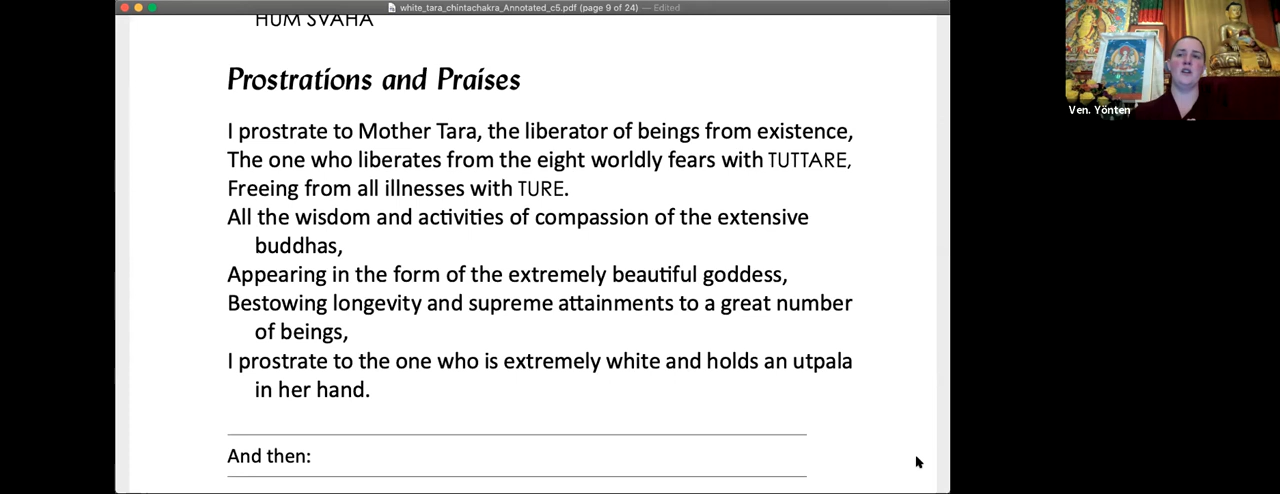 white_tara_chintachakra_Annotated_c5.pdf (page 9 of 24) — Edited
HUM SVAHA
Prostrations and Praises
I prostrate to Mother Tara, the liberator of beings from existence,
The one who liberates from the eight worldly fears with TUTTARE,
Freeing from all illnesses with TURE.
All the wisdom and activities of compassion of the extensive
buddhas,
Appearing in the form of the extremely beautiful goddess,
Bestowing longevity and supreme attainments to a great number
of beings,
I prostrate to the one who is extremely white and holds an utpala
in her hand.
And then:
Ven. Yönten